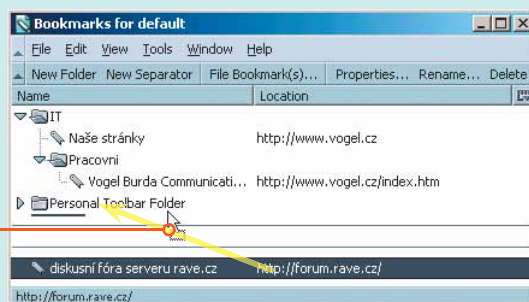 Bookmarks for default
File Edit View Tools Window Help
New Folder New Separator File Bookmark(s)... Properties... Rename... Delete
Name Location
IT
Naše stránky http://www.vogel.cz
Pracovni
Vogel Burda Communicati... http://www.vogel.cz/index.htm
Personal Toolbar Folder
diskusní fóra serveru rave.cz http://forum.rave.cz/
http://forum.rave.cz/